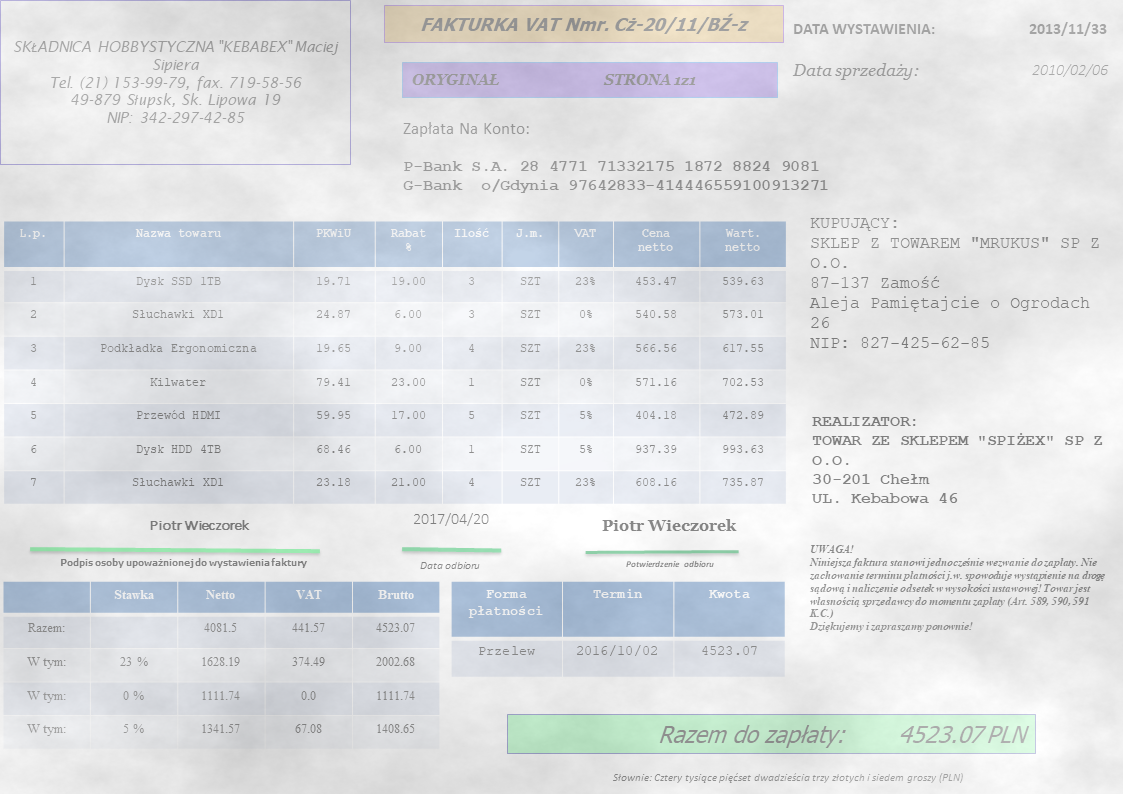 SKŁADNICA HOBBYSTYCZNA "KEBABEX" Maciej
Sipiera
Tel. (21) 153-99-79, fax. 719-58-56
49-879 Słupsk, Sk. Lipowa 19
NIP: 342-297-42-85
FAKTURKA VAT Nmr. Cż-20/11/BŹ-z
ORYGINAŁ STRONA 1z1
DATA WYSTAWIENIA: 2013/11/33
Data sprzedaży: 2010/02/06
Zapłata Na Konto:
P-Bank S.A. 28 4771 71332175 1872 8824 9081
G-Bank o/Gdynia 97642833-414446559100913271
KUPUJĄCY:
SKLEP Z TOWAREM "MRUKUS" SP Z
O.O.
87-137 Zamość
Aleja Pamiętajcie o Ogrodach
26
NIP: 827-425-62-85
REALIZATOR:
TOWAR ZE SKLEPEM "SPIŻEX" SP Z
O.O.
30-201 Chełm
UL. Kebabowa 46
L.p. Nazwa towaru PKWiU Rabat % Ilość J.m. VAT Cena netto Wart. netto
1 Dysk SSD 1TB 19.71 19.00 3 SZT 23% 453.47 539.63
2 Słuchawki XD1 24.87 6.00 3 SZT 0% 540.58 573.01
3 Podkładka Ergonomiczna 19.65 9.00 4 SZT 23% 566.56 617.55
4 Kilwater 79.41 23.00 1 SZT 0% 571.16 702.53
5 Przewód HDMI 59.95 17.00 5 SZT 5% 404.18 472.89
6 Dysk HDD 4TB 68.46 6.00 1 SZT 5% 937.39 993.63
7 Słuchawki XD1 23.18 21.00 4 SZT 23% 608.16 735.87
Piotr Wieczorek
Podpis osoby upoważnionej do wystawienia faktury
2017/04/20
Data odbioru
Piotr Wieczorek
Potwierdzenie odbioru
UWAGA!
Niniejsza faktura stanowi jednocześnie wezwanie do zapłaty. Nie
zachowanie terminu płatności j.w. spowoduje wystąpienie na drogę
sądową i naliczenie odsetek w wysokości ustawowej! Towar jest
własnością sprzedawcy do momentu zapłaty (Art. 589, 590, 591
K.C.)
Dziękujemy i zapraszamy ponownie!
Stawka Netto VAT Brutto
Razem: 4081.5 441.57 4523.07
W tym: 23 % 1628.19 374.49 2002.68
W tym: 0 % 1111.74 0.0 1111.74
W tym: 5 % 1341.57 67.08 1408.65
Forma płatności Termin Kwota
Przelew 2016/10/02 4523.07
Razem do zapłaty: 4523.07 PLN
Słownie: Cztery tysiące pięćset dwadzieścia trzy złotych i siedem groszy (PLN)